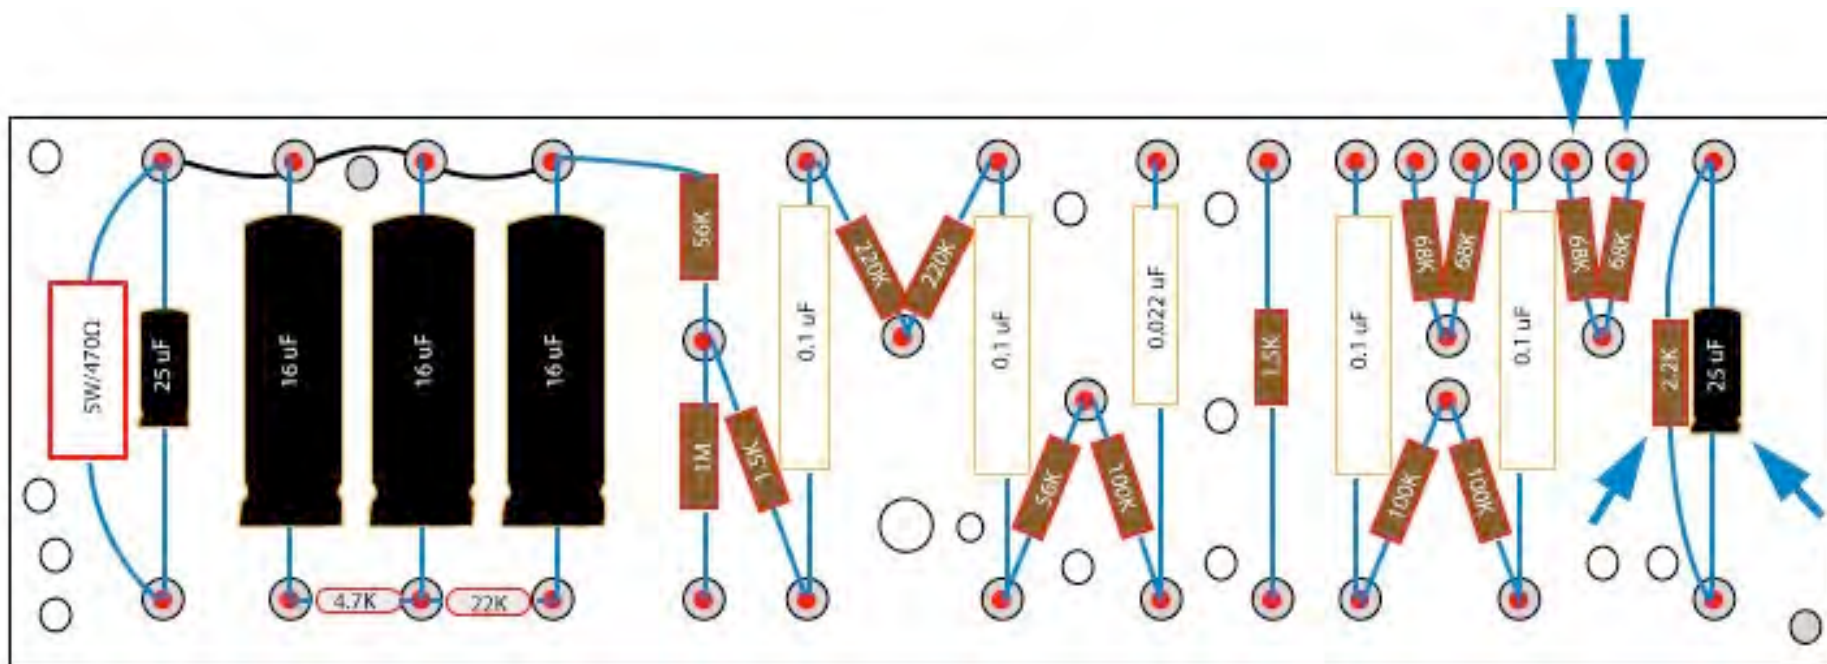 5W/470Ω
25 uF
16 uF
16 uF
16 uF
4.7K
22K
56K
1M
1.5K
0.1 uF
220K
220K
0.1 uF
56K
100K
0.022 uF
1.5K
0.1 uF
68K
68K
100K
100K
0.1 uF
68K
68K
2.2K
25 uF